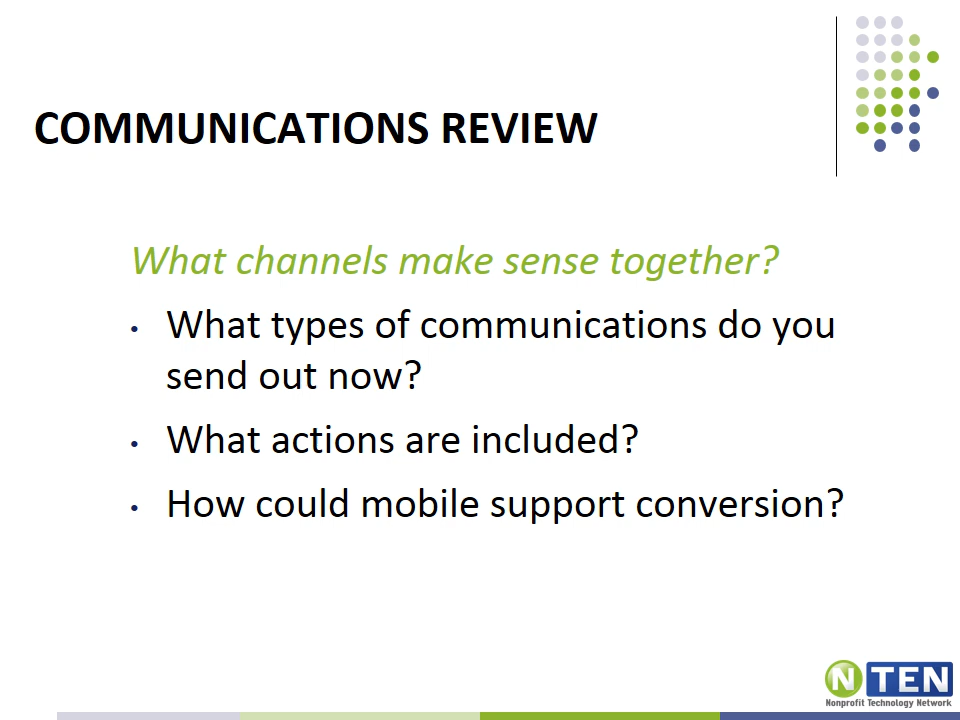 COMMUNICATIONS REVIEW
What channels make sense together?
• What types of communications do you
send out now?
• What actions are included?
• How could mobile support conversion?
N TEN
Nonprofit Technology Network